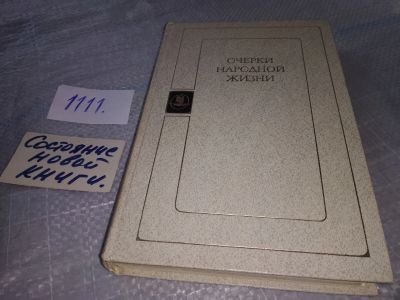 1111.
Состояние
новой
книги.
ОЧЕРКИ
НАРОДНОЙ
ЖИЗНИ